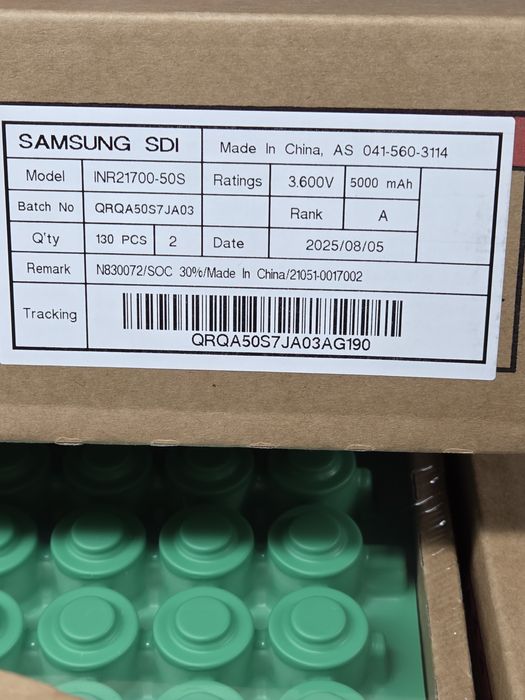 SAMSUNG SDI Made In China, AS 041-560-3114
Model INR21700-50S Ratings 3.600V 5000 mAh
Batch No QRQA50S7JA03 Rank A
Q'ty 130 PCS 2 Date 2025/08/05
Remark N830072/SOC 30%/Made In China/21051-0017002
Tracking
QRQA50S7JA03AG190